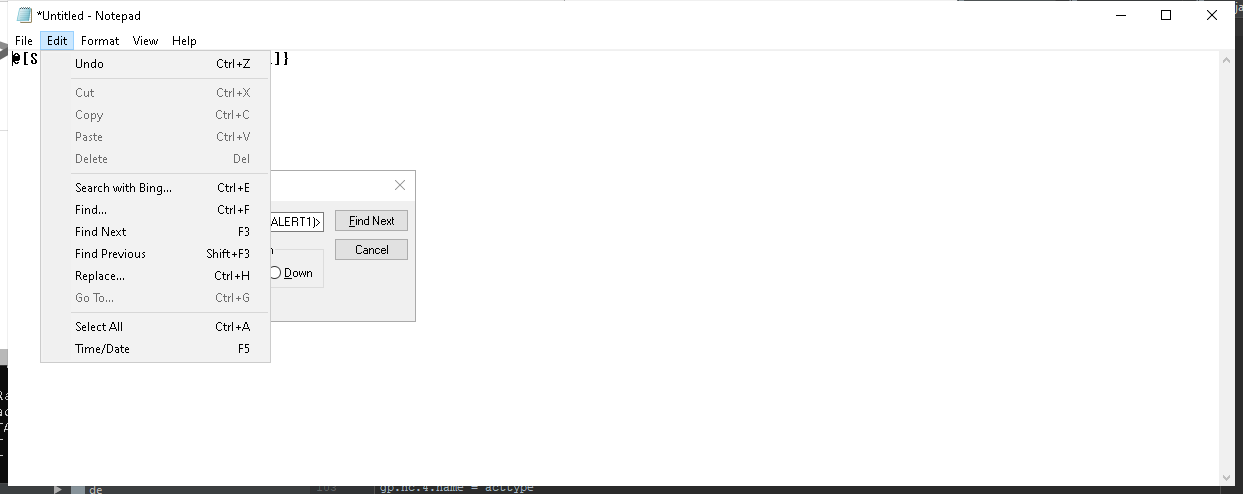 *Untitled - Notepad
File Edit Format View Help
@[S ]}
Undo Ctrl+Z
Cut Ctrl+X
Copy Ctrl+C
Paste Ctrl+V
Delete Del
Search with Bing... Ctrl+E
Find... Ctrl+F
Find Next F3
Find Previous Shift+F3
Replace... Ctrl+H
Go To... Ctrl+G
Select All Ctrl+A
Time/Date F5
ALERT1)> Find Next
Cancel
Down
de
gp.nc.4.name = acttype